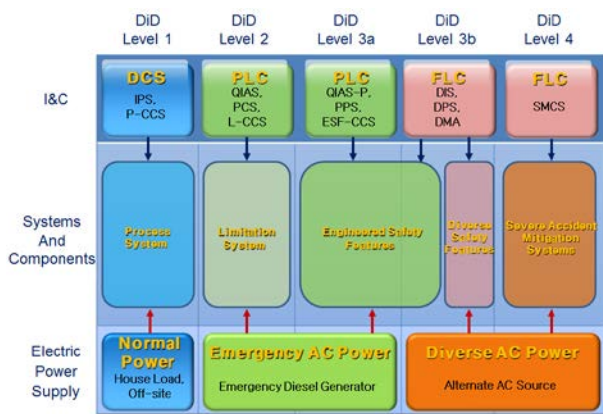 DiD
Level 1
DiD
Level 2
DiD
Level 3a
DiD
Level 3b
DiD
Level 4
I&C
DCS
IPS,
P-CCS
PLC
QIAS,
PCS,
L-CCS
PLC
QIAS-P,
PPS,
ESF-CCS
FLC
DIS,
DPS,
DMA
FLC
SMCS
Systems
And
Components
Process
System
Limitation
System
Engineered Safety
Features
Diverse
Safety
Features
Severe Accident
Mitigation
Systems
Electric
Power
Supply
Normal
Power
House Load,
Off-site
Emergency AC Power
Emergency Diesel Generator
Diverse AC Power
Alternate AC Source